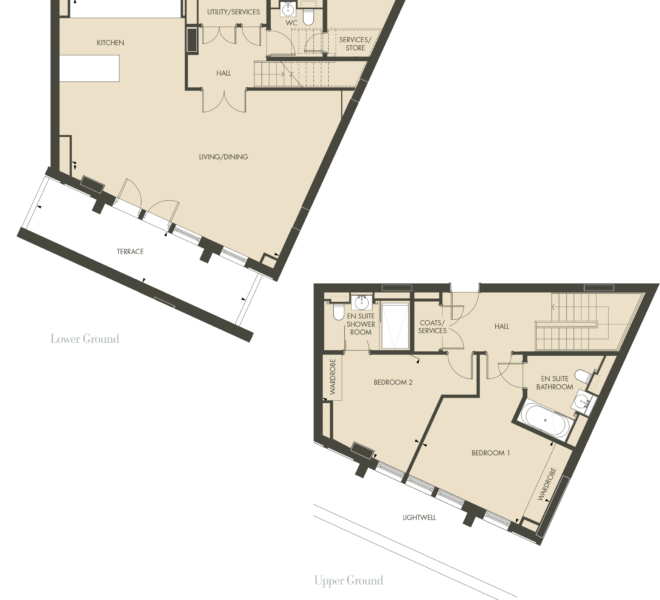 UTILITY/SERVICES
WC
KITCHEN
SERVICES/
STORE
HALL
LIVING/DINING
TERRACE
Lower Ground
EN SUITE
SHOWER
ROOM
COATS/
SERVICES
HALL
WARDROBE
BEDROOM 2
EN SUITE
BATHROOM
BEDROOM 1
WARDROBE
LIGHTWELL
Upper Ground